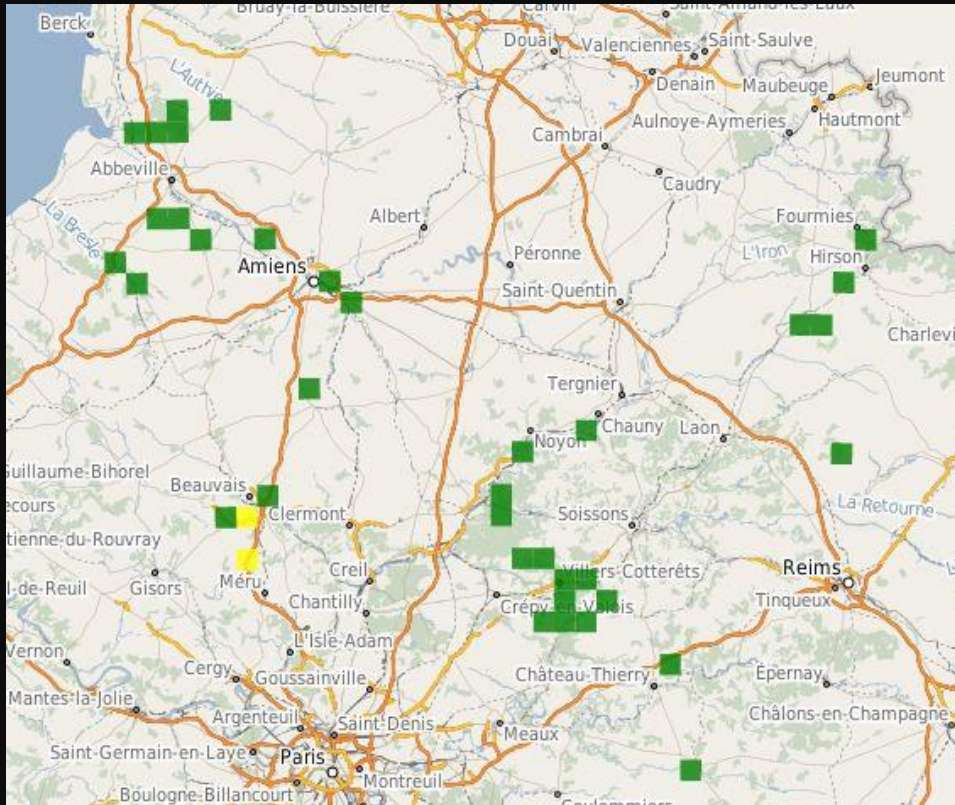 Bruay-la-Buissière
Carvin
Saint-Amand-les-Eaux
Berck
Douai
Valenciennes
Saint-Saulve
L'Authie
Denain
Maubeuge
Jeumont
Hautmont
Cambrai
Aulnoye-Aymeries
Abbeville
Caudry
La Bresle
Albert
Fourmies
L'Iron
Hirson
Péronne
Amiens
Saint-Quentin
Charlevi
Tergnier
Chauny
Noyon
Laon
Guillaume-Bihorel
Beauvais
ecours
Clermont
Soissons
La Retourne
tienne-du-Rouvray
Creil
Villers-Cotterêts
Reims
l-de-Reuil
Gisors
Méru
Chantilly
Crépy-en-Valois
Tinqueux
L'Isle-Adam
Vernon
Cergy
Goussainville
Château-Thierry
Épernay
Mantes-la-Jolie
Argenteuil
Saint-Denis
Châlons-en-Champagne
Saint-Germain-en-Laye
Paris
Meaux
Montreuil
Boulogne-Billancourt
Coulommiers